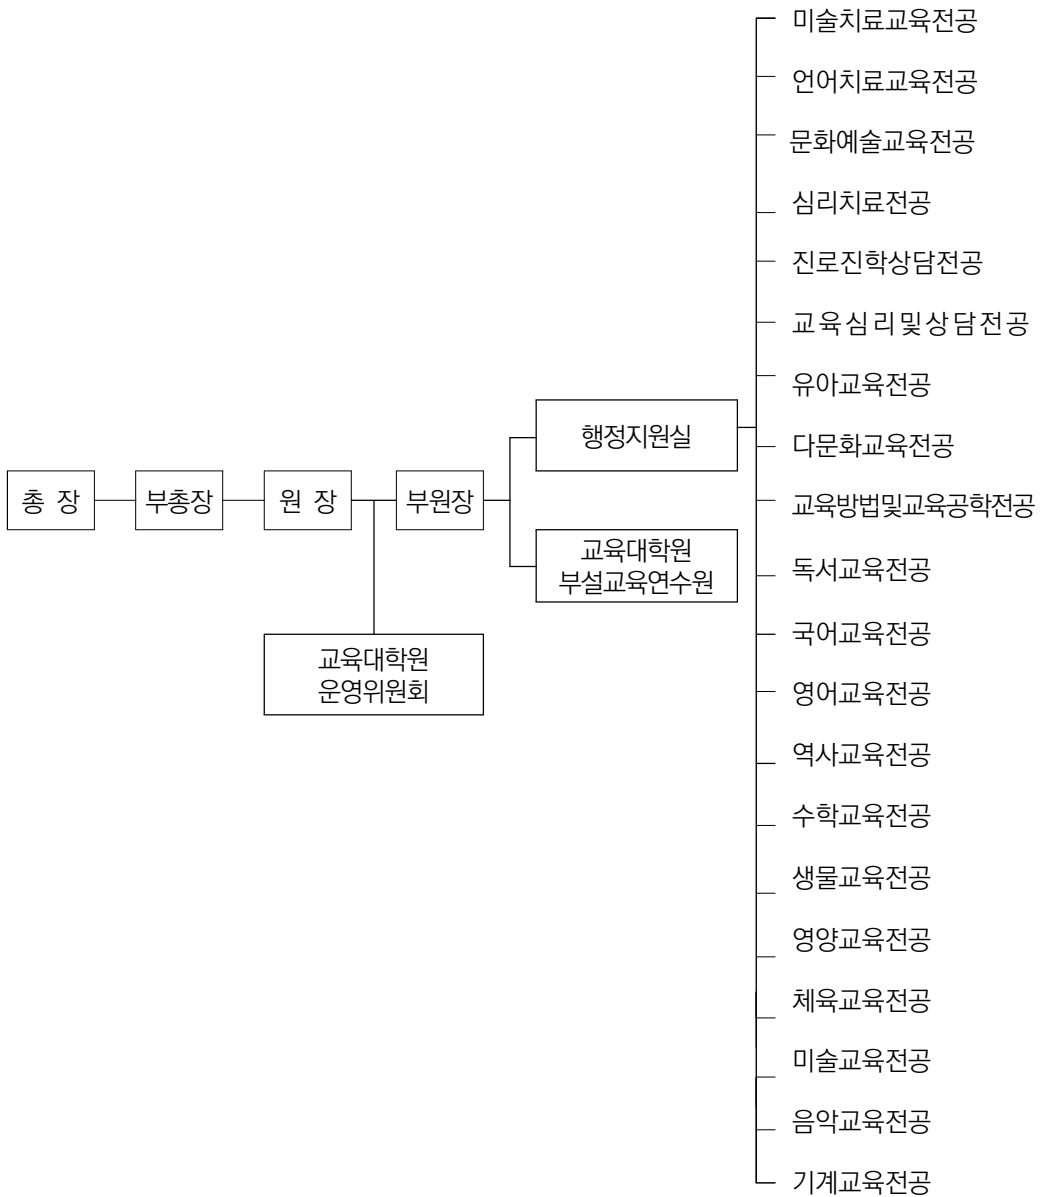 총 장
부총장
원 장
부원장
교육대학원
운영위원회
행정지원실
교육대학원
부설교육연수원
미술치료교육전공
언어치료교육전공
문화예술교육전공
심리치료전공
진로진학상담전공
교육심리및상담전공
유아교육전공
다문화교육전공
교육방법및교육공학전공
독서교육전공
국어교육전공
영어교육전공
역사교육전공
수학교육전공
생물교육전공
영양교육전공
체육교육전공
미술교육전공
음악교육전공
기계교육전공